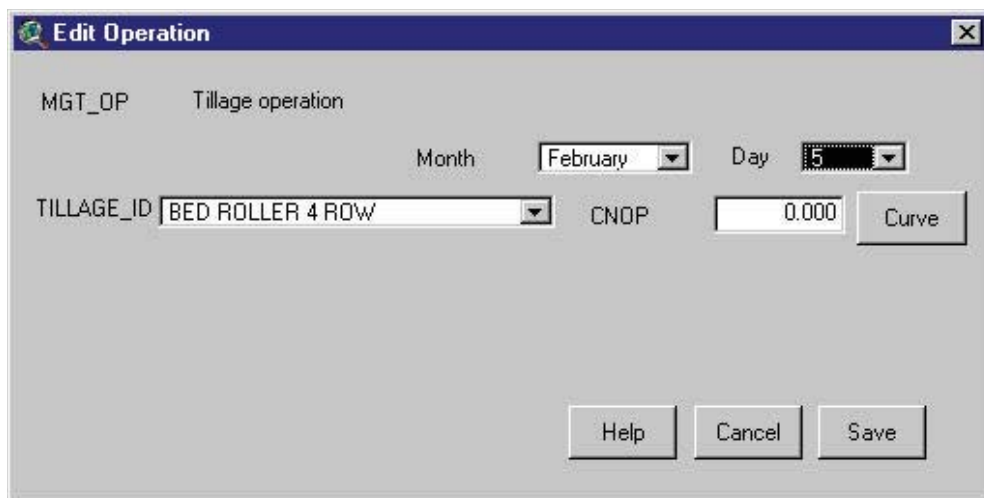 Edit Operation
MGT_OP Tillage operation
Month February Day 5
TILLAGE_ID BED ROLLER 4 ROW CNOP 0.000 Curve
Help Cancel Save